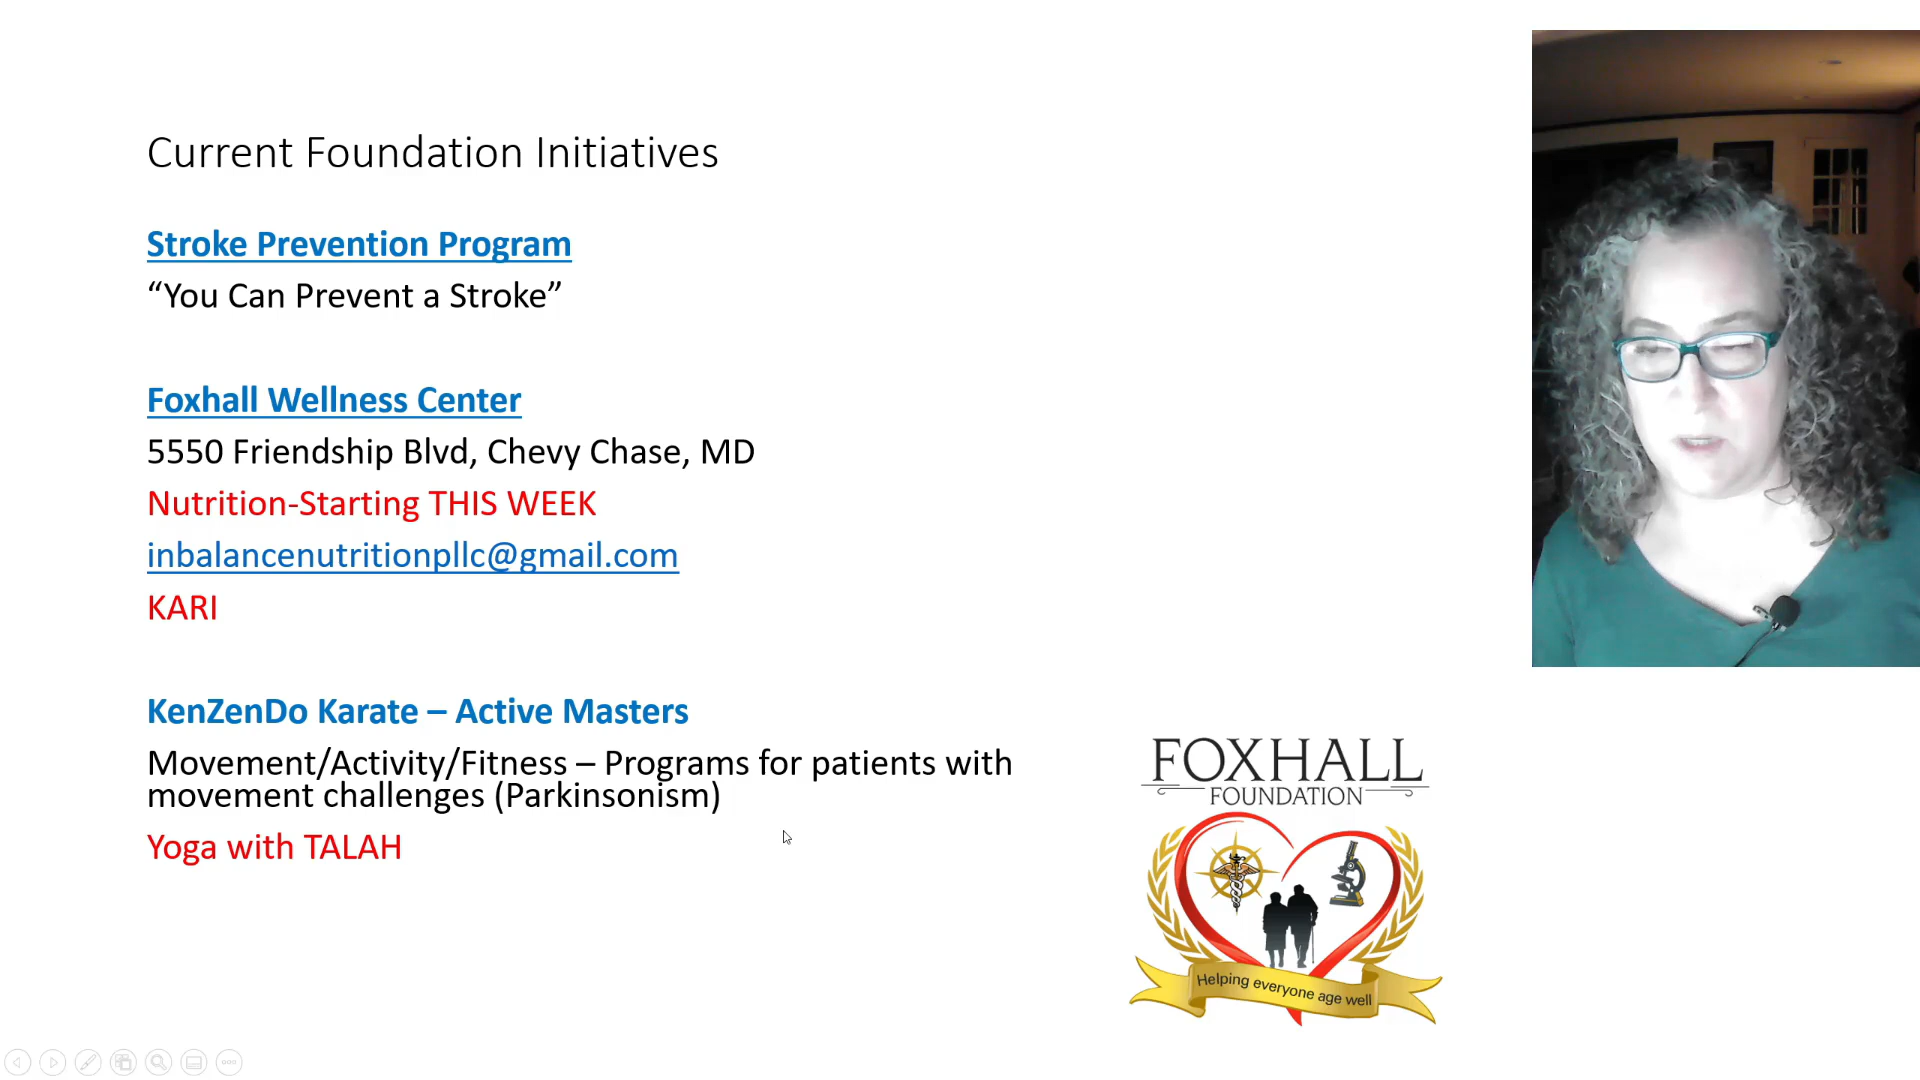 Current Foundation Initiatives
Stroke Prevention Program
“You Can Prevent a Stroke”
Foxhall Wellness Center
5550 Friendship Blvd, Chevy Chase, MD
Nutrition-Starting THIS WEEK
inbalancenutritionpllc@gmail.com
KARI
KenZenDo Karate – Active Masters
Movement/Activity/Fitness – Programs for patients with
movement challenges (Parkinsonism)
Yoga with TALAH
FOXHALL
FOUNDATION
Helping everyone age well